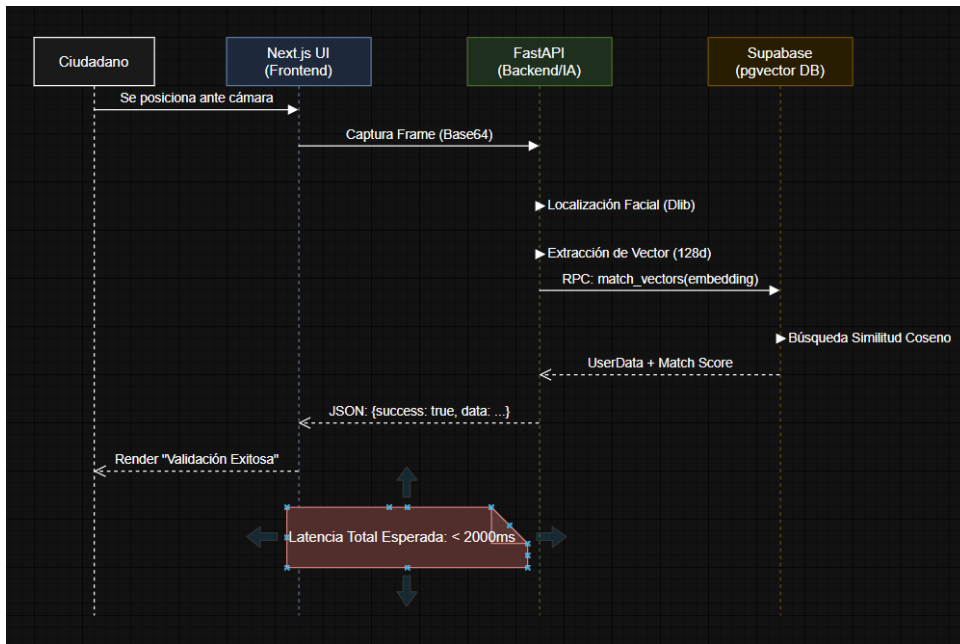 Ciudadano
Next.js UI
(Frontend)
FastAPI
(Backend/IA)
Supabase
(pgvector DB)
Se posiciona ante cámara
Captura Frame (Base64)
Localización Facial (Dlib)
Extracción de Vector (128d)
RPC: match_vectors(embedding)
Búsqueda Similitud Coseno
UserData + Match Score
JSON: {success: true, data: ...}
Render "Validación Exitosa"
Latencia Total Esperada: < 2000ms